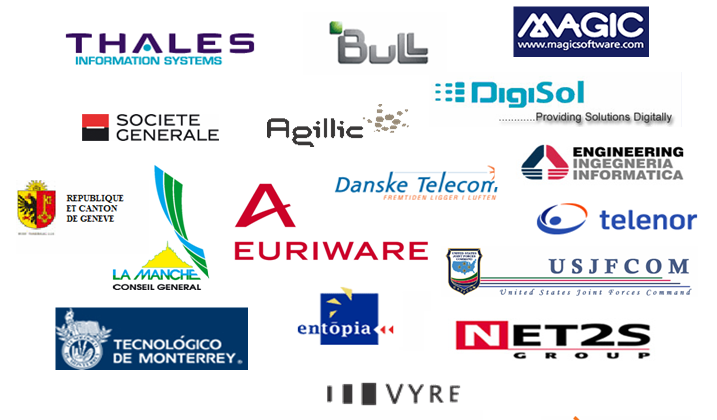 THALES
INFORMATION SYSTEMS
BULL
MAGIC
www.magicsoftware.com
DIGISOL
............Providing Solutions Digitally
SOCIETE
GENERALE
Agillic
ENGINEERING
INGEGNERIA
INFORMATICA
REPUBLIQUE
ET CANTON
DE GENEVE
LA MANCHE
CONSEIL GENERAL
EURIWARE
Danske Telecom
FREMTIDEN LIGGER I LUFTEN
telenor
USJFCOM
United States Joint Forces Command
TECNOLÓGICO
DE MONTERREY®
entōpia
NET2S
GROUP
VYRE